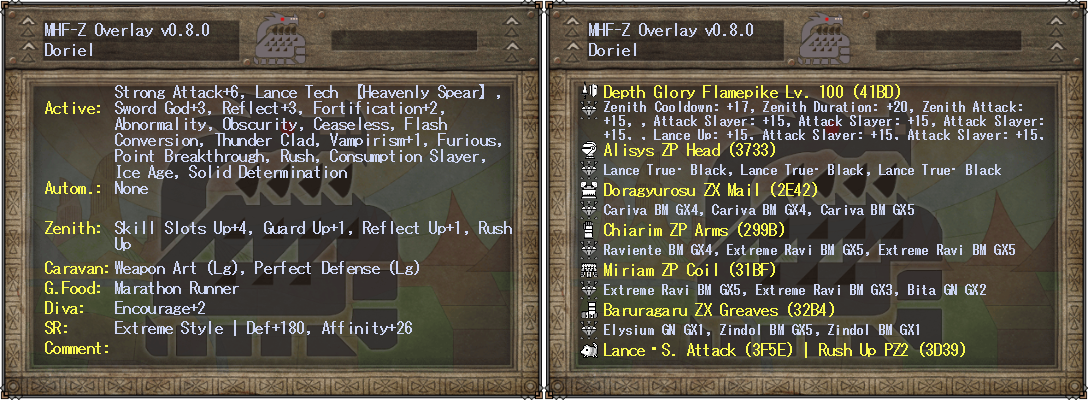 MHF-Z Overlay v0.8.0
Doriel
Active: Strong Attack+6, Lance Tech 【Heavenly Spear】,
Sword God+3, Reflect+3, Fortification+2,
Abnormality, Obscurity, Ceaseless, Flash
Conversion, Thunder Clad, Vampirism+1, Furious,
Point Breakthrough, Rush, Consumption Slayer,
Ice Age, Solid Determination
Autom.: None
Zenith: Skill Slots Up+4, Guard Up+1, Reflect Up+1, Rush
Up
Caravan: Weapon Art (Lg), Perfect Defense (Lg)
G.Food: Marathon Runner
Diva: Encourage+2
SR: Extreme Style | Def+180, Affinity+26
Comment:
MHF-Z Overlay v0.8.0
Doriel
Depth Glory Flamepike Lv. 100 (41BD)
Zenith Cooldown: +17, Zenith Duration: +20, Zenith Attack:
+15, , Attack Slayer: +15, Attack Slayer: +15, Attack Slayer:
+15, , Lance Up: +15, Attack Slayer: +15, Attack Slayer: +15,
Alisys ZP Head (3733)
Lance True・Black, Lance True・Black, Lance True・Black
Doragyurosu ZX Mail (2E42)
Cariva BM GX4, Cariva BM GX4, Cariva BM GX5
Chiarim ZP Arms (299B)
Raviente BM GX4, Extreme Ravi BM GX5, Extreme Ravi BM GX5
Miriam ZP Coil (31BF)
Extreme Ravi BM GX5, Extreme Ravi BM GX3, Bita GN GX2
Baruragaru ZX Greaves (32B4)
Elysium GN GX1, Zindol BM GX5, Zindol BM GX1
Lance・S. Attack (3F5E) | Rush Up PZ2 (3D39)